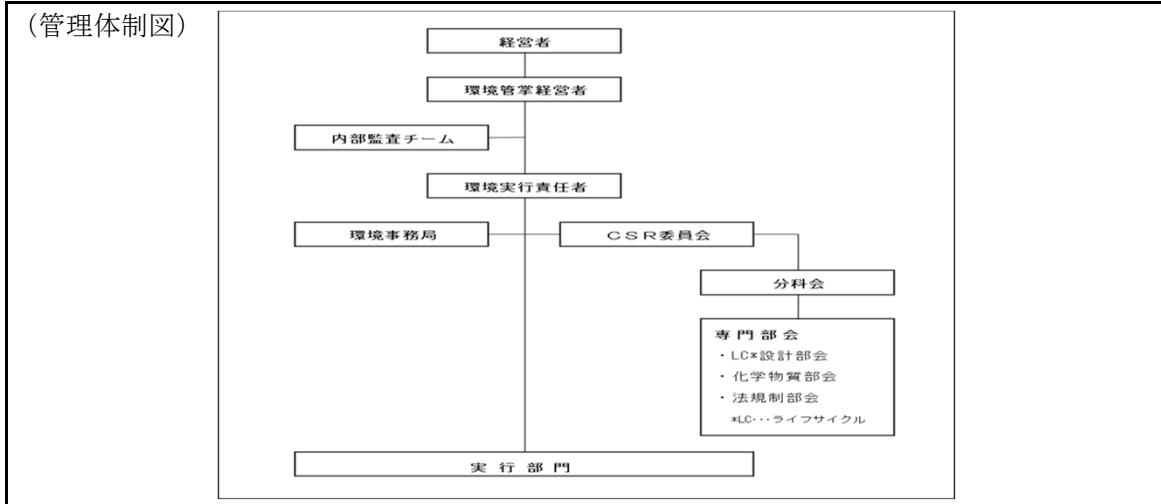 （管理体制図）
経営者
環境管掌経営者
内部監査チーム
環境実行責任者
環境事務局
ＣＳＲ委員会
分科会
専門部会
・LC*設計部会
・化学物質部会
・法規制部会
*LC･･･ライフサイクル
実行部門